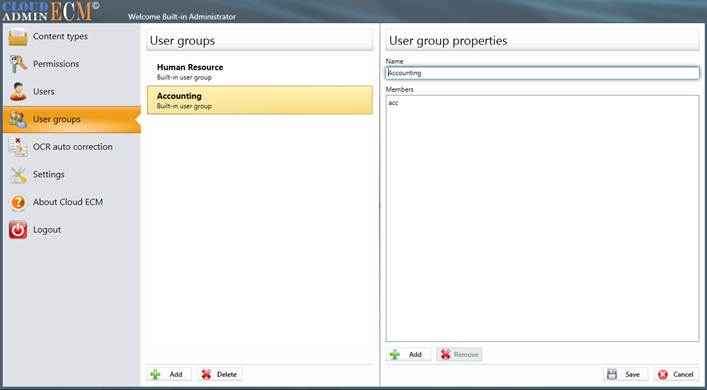 CLOUD
ADMIN ECM©
Welcome Built-in Administrator
Content types
Permissions
Users
User groups
OCR auto correction
Settings
About Cloud ECM
Logout
User groups
Human Resource
Built-in user group
Accounting
Built-in user group
Add
Delete
User group properties
Name
Accounting
Members
acc
Add
Remove
Save
Cancel